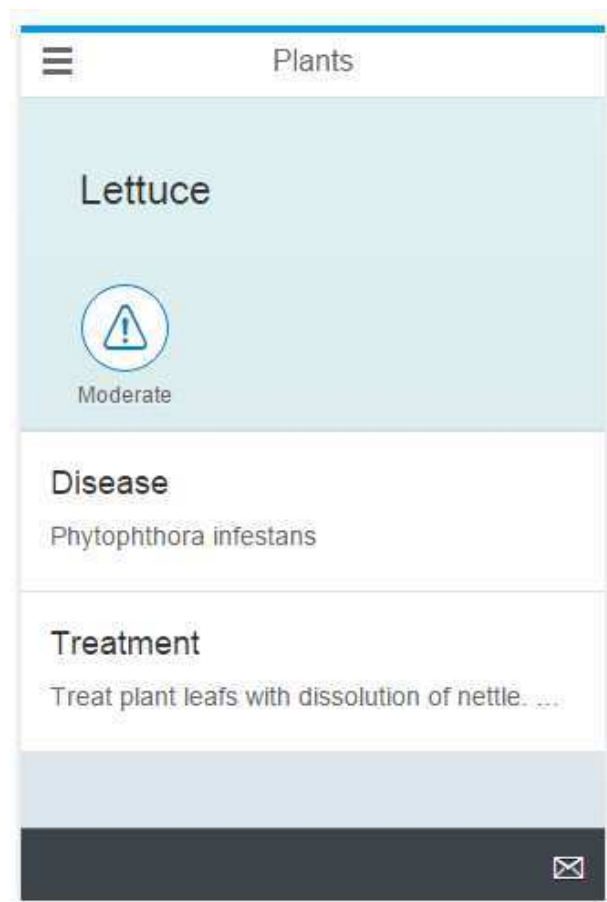 Plants
Lettuce
Moderate
Disease
Phytophthora infestans
Treatment
Treat plant leafs with dissolution of nettle. ...